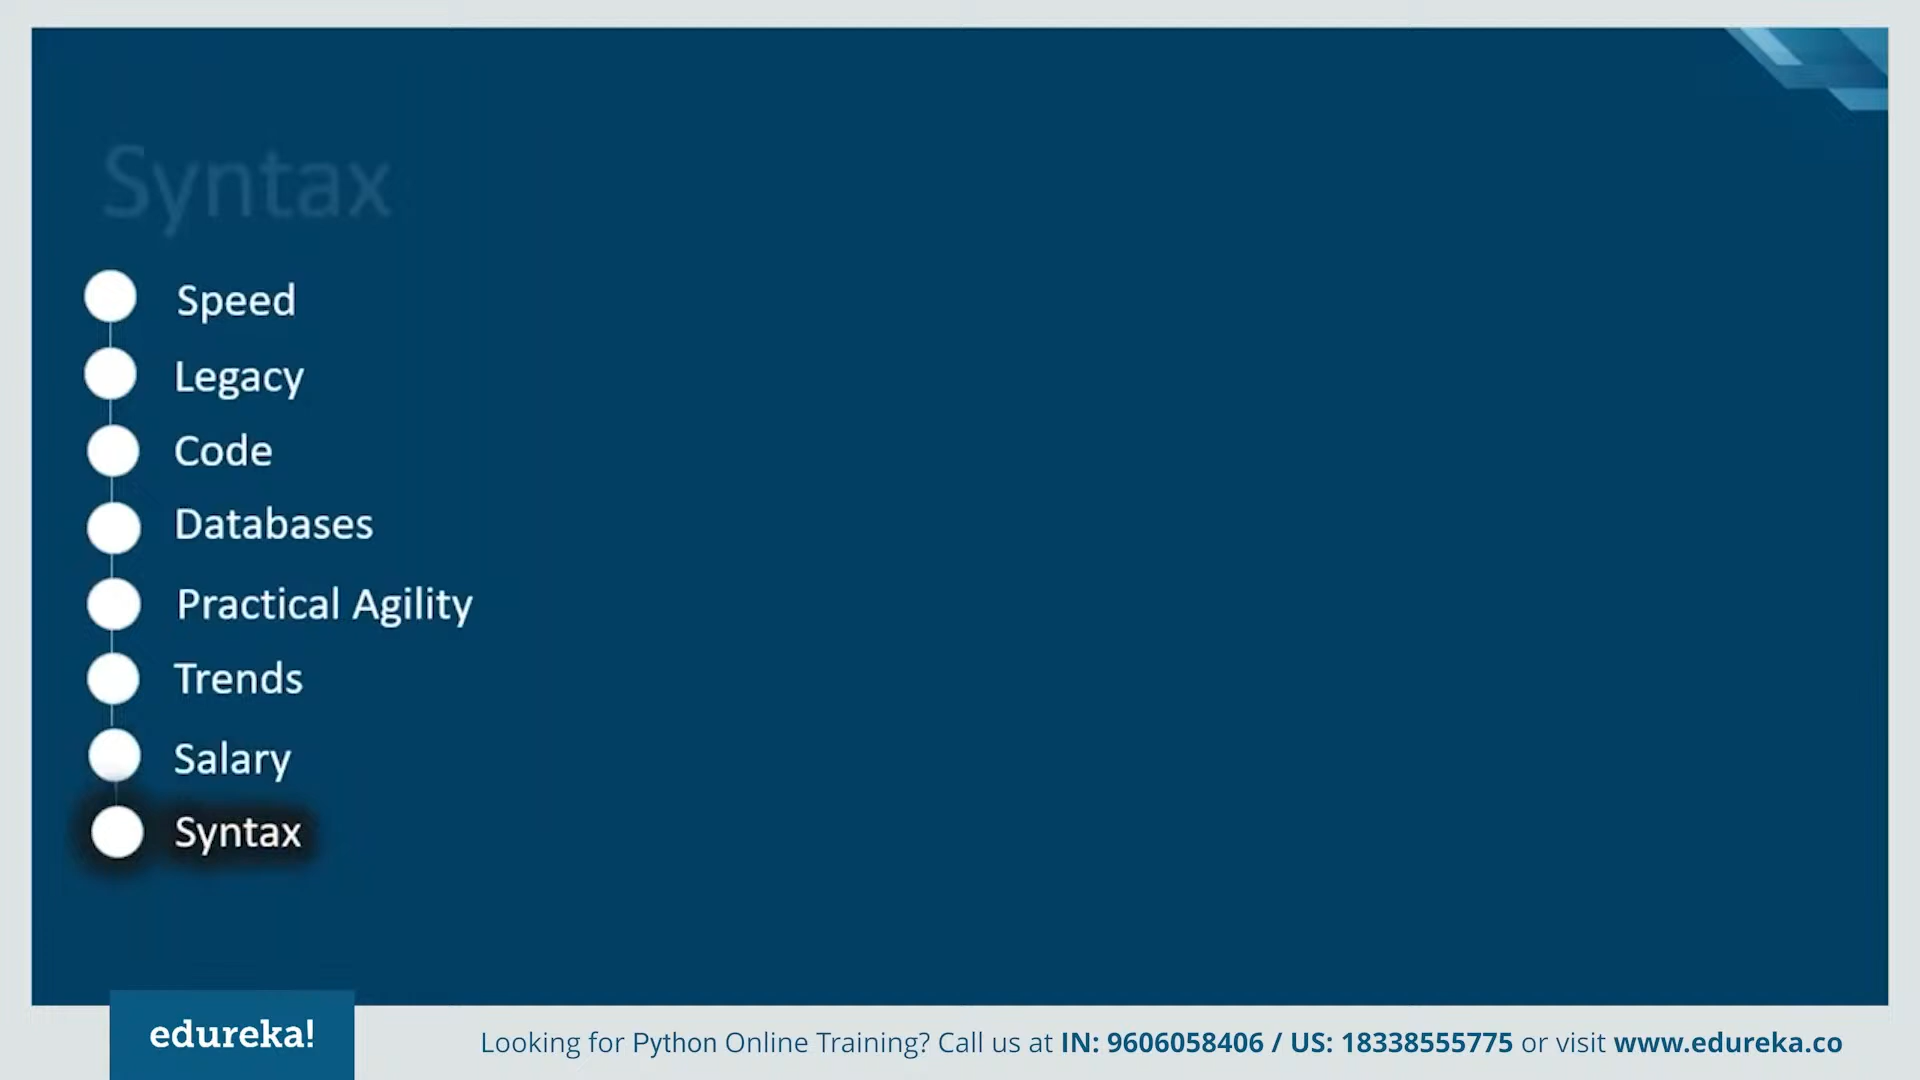 Syntax
Speed
Legacy
Code
Databases
Practical Agility
Trends
Salary
Syntax
edureka!
Looking for Python Online Training? Call us at IN: 9606058406 / US: 18338555775 or visit www.edureka.co